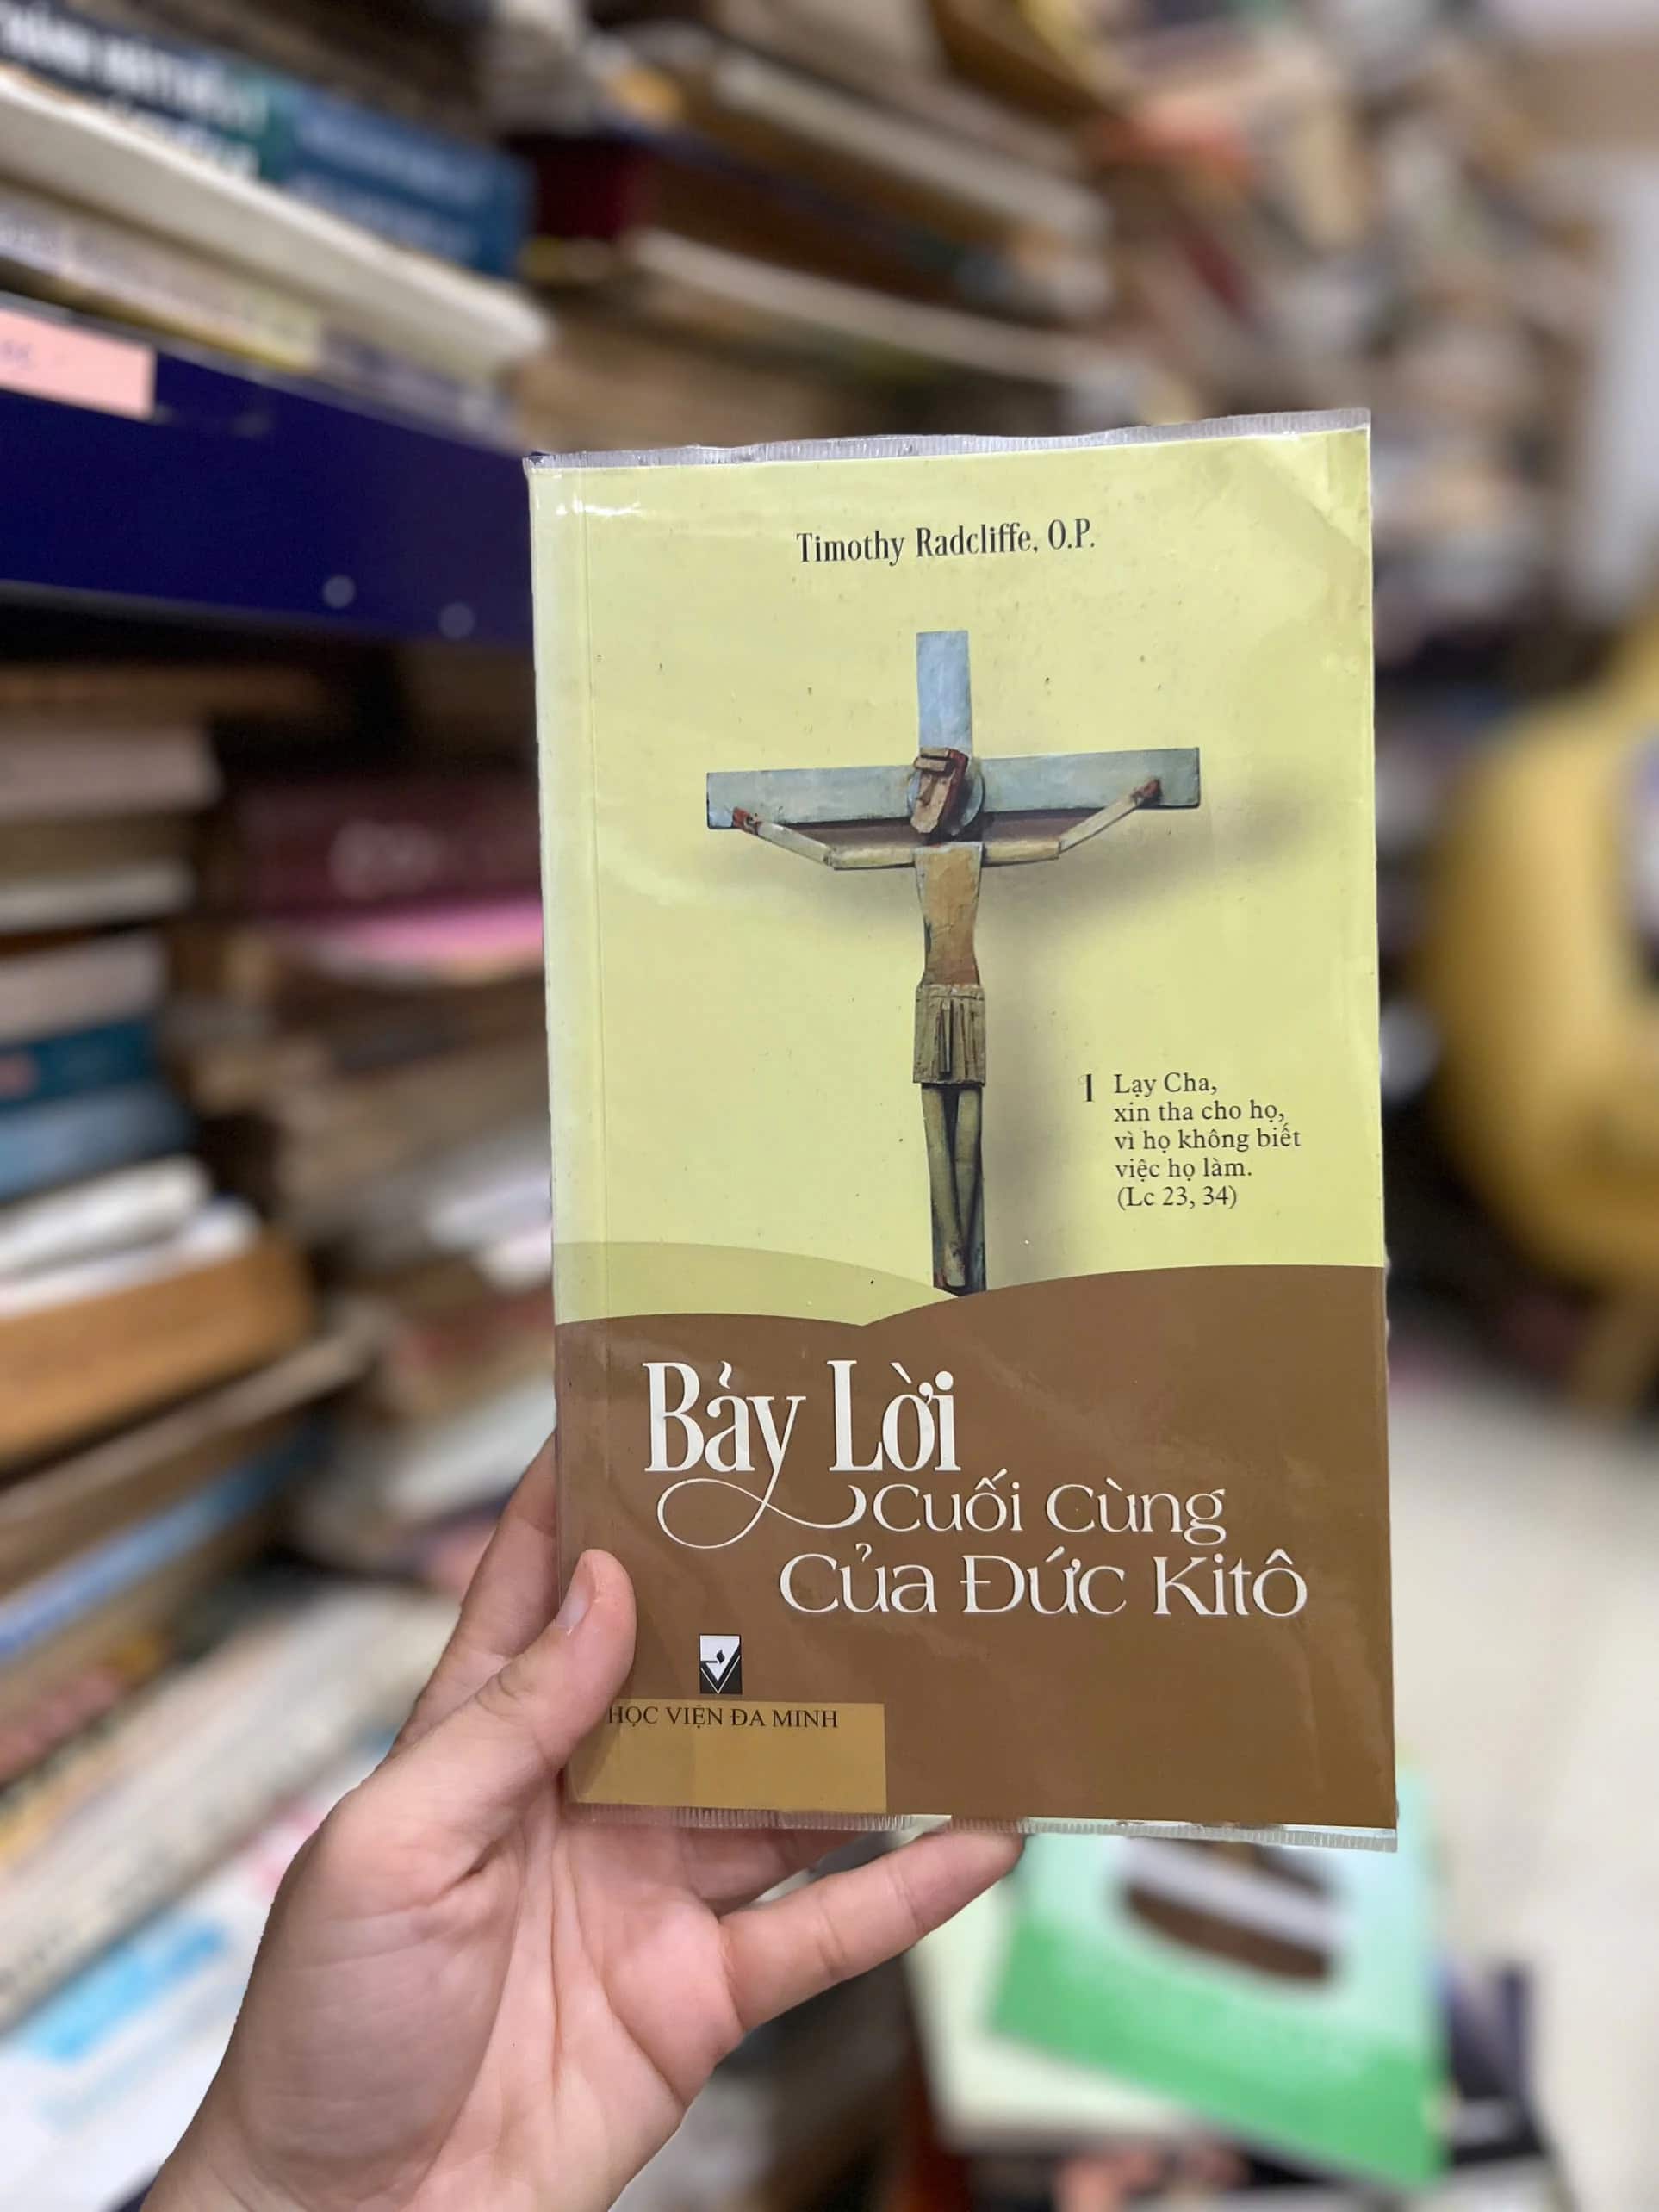 Timothy Radcliffe, O.P.
1 Lạy Cha,
xin tha cho họ,
vì họ không biết
việc họ làm.
(Lc 23, 34)
Bảy Lời
Cuối Cùng
Của Đức Kitô
HỌC VIỆN ĐA MINH